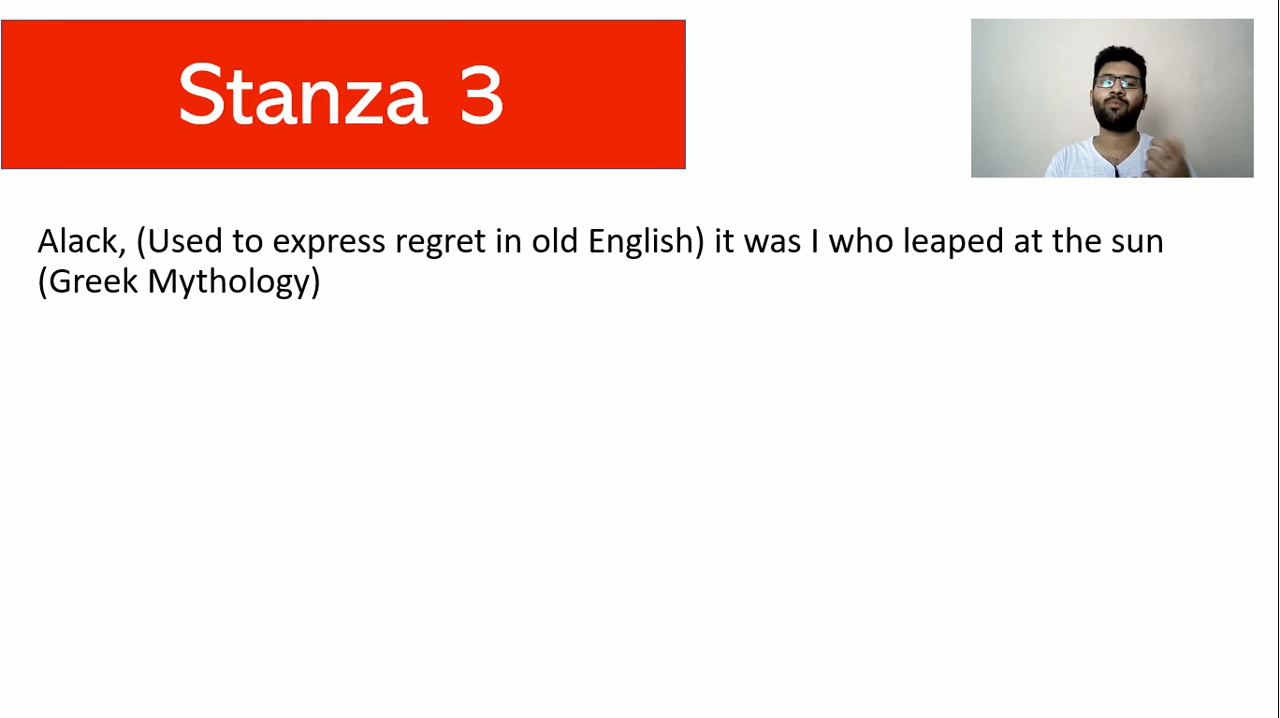 Stanza 3
Alack, (Used to express regret in old English) it was I who leaped at the sun
(Greek Mythology)